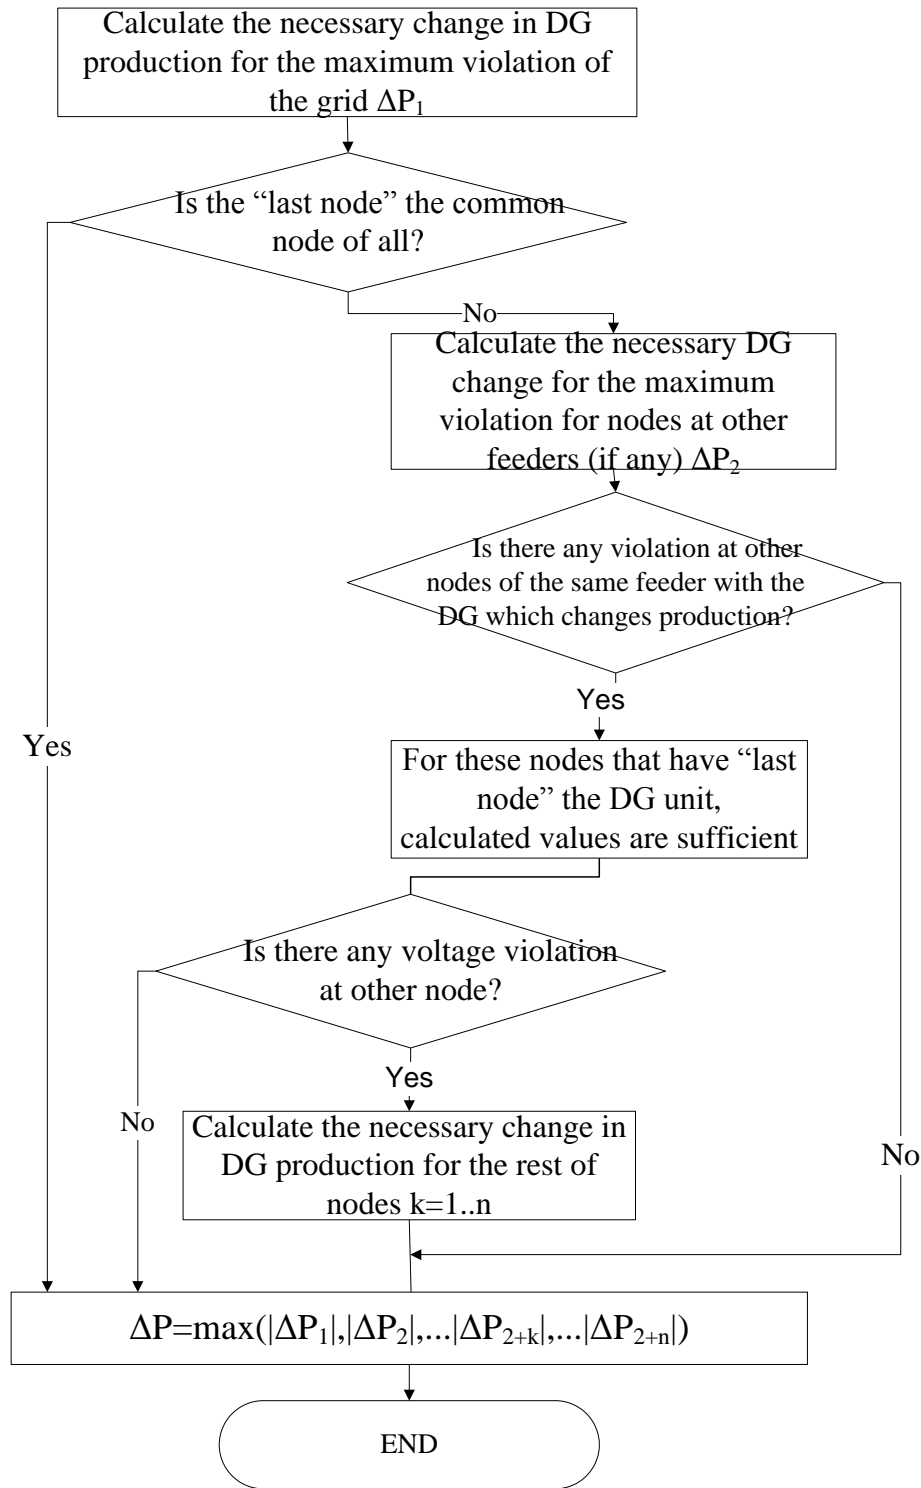 Calculate the necessary change in DG
production for the maximum violation of
the grid ΔP₁
Is the “last node” the common
node of all?
No
Calculate the necessary DG
change for the maximum
violation for nodes at other
feeders (if any) ΔP₂
Is there any violation at other
nodes of the same feeder with the
DG which changes production?
Yes
Yes
For these nodes that have “last
node” the DG unit,
calculated values are sufficient
Is there any voltage violation
at other node?
Yes
No
Calculate the necessary change in
DG production for the rest of
nodes k=1..n
No
ΔP=max(|ΔP₁|,|ΔP₂|,...|ΔP₂₊ₖ|,...|ΔP₂₊ₙ|)
END